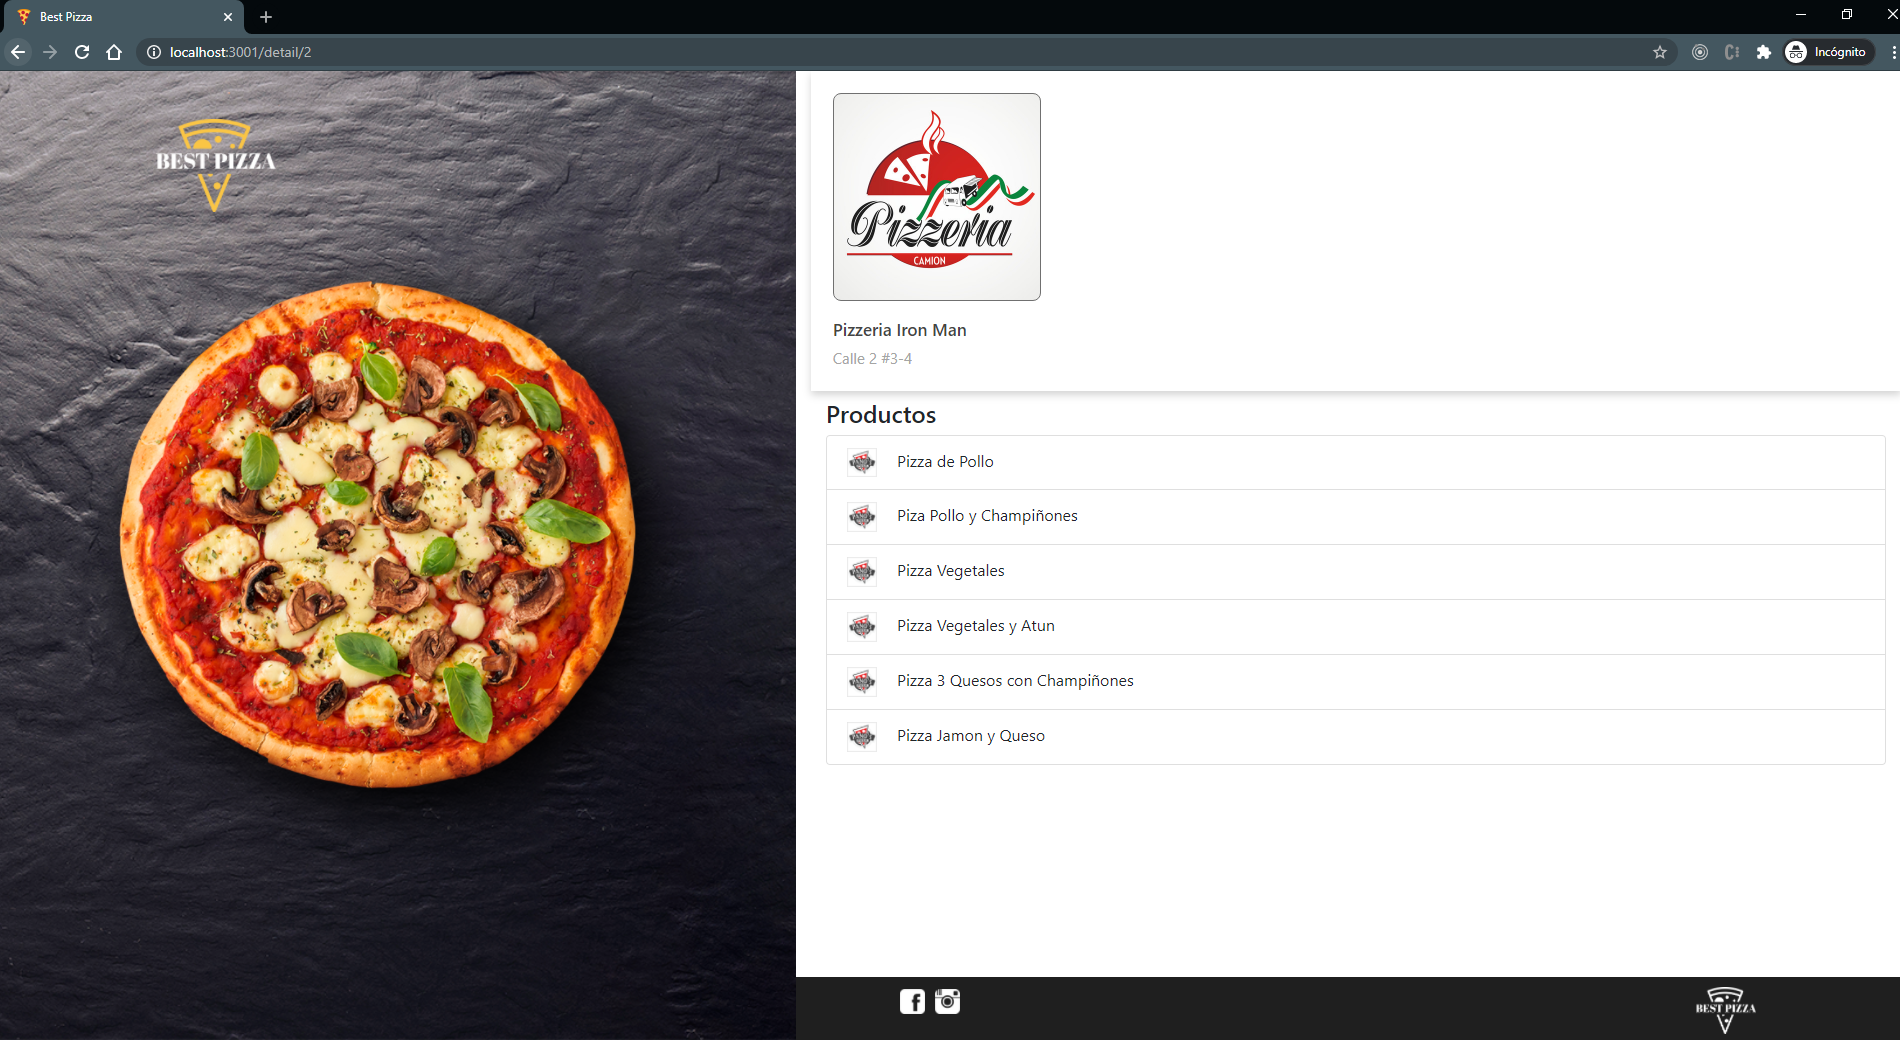 Best Pizza
localhost:3001/detail/2
Incógnito
BEST PIZZA
Pizzeria
CAMION
Pizzeria Iron Man
Calle 2 #3-4
Productos
Pizza de Pollo
Piza Pollo y Champiñones
Pizza Vegetales
Pizza Vegetales y Atun
Pizza 3 Quesos con Champiñones
Pizza Jamon y Queso
BEST PIZZA